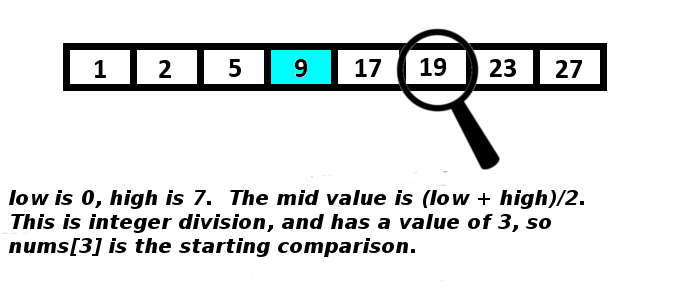 1 2 5 9 17 19 23 27
low is 0, high is 7.  The mid value is (low + high)/2.
This is integer division, and has a value of 3, so
nums[3] is the starting comparison.